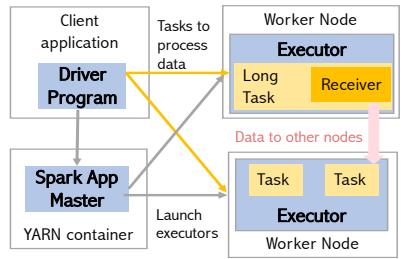 Client
application
Driver
Program
Tasks to
process
data
Worker Node
Executor
Long
Task
Receiver
Data to other nodes
Spark App
Master
YARN container
Launch
executors
Task
Task
Executor
Worker Node